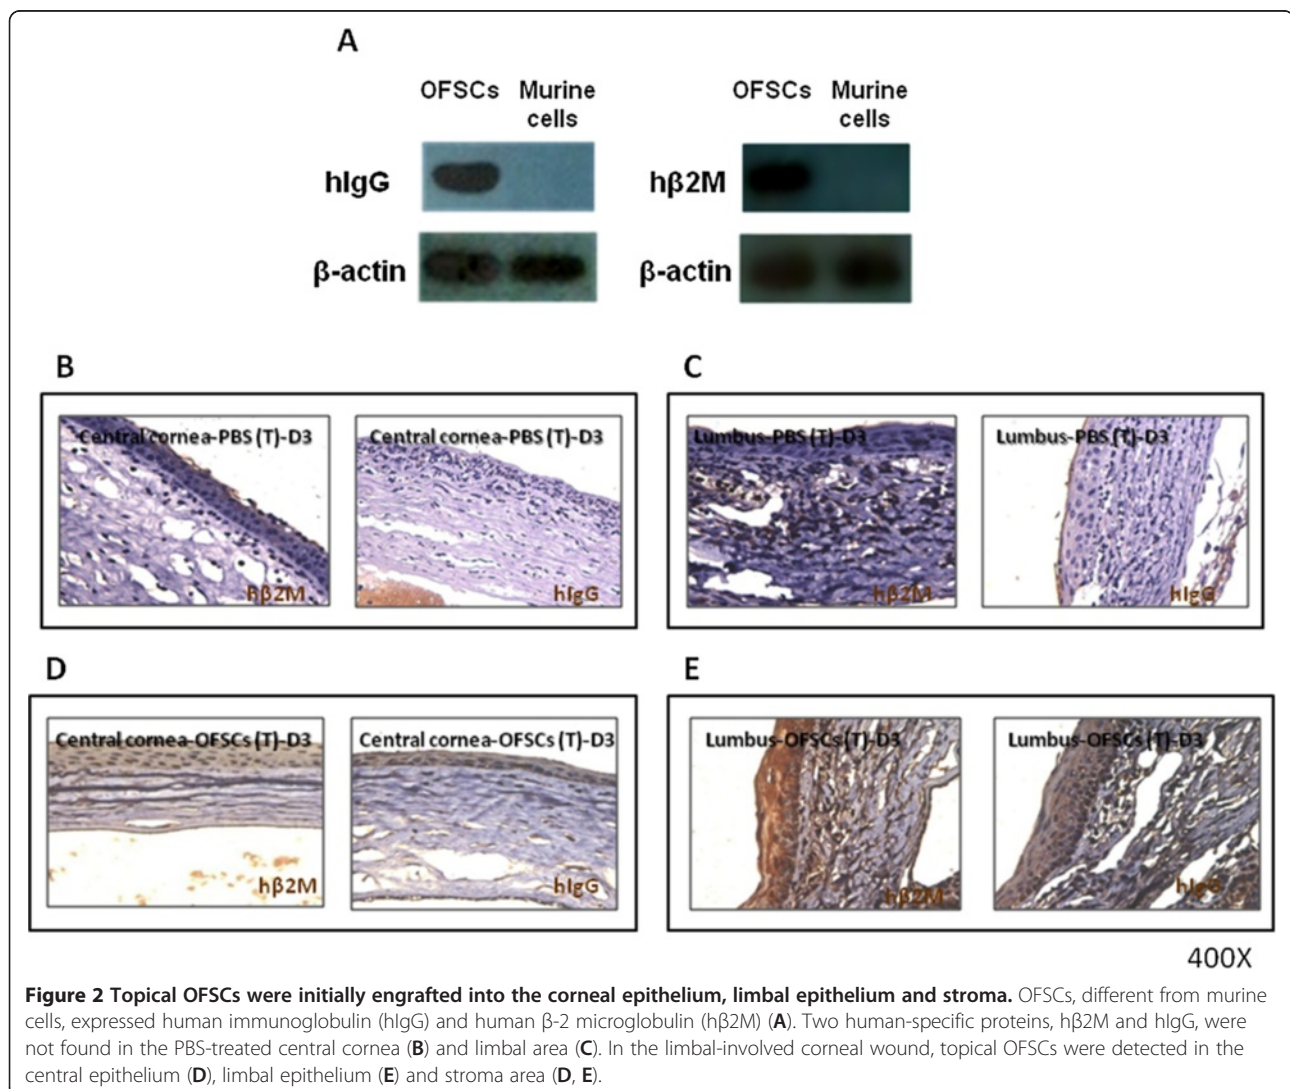 A
OFSCs Murine cells
OFSCs Murine cells
hIgG
hβ2M
β-actin
β-actin
B
C
Central cornea-PBS (T)-D3
Central cornea-PBS (T)-D3
Lumbus-PBS (T)-D3
Lumbus-PBS (T)-D3
hβ2M
hIgG
hβ2M
hIgG
D
E
Central cornea-OFSCs (T)-D3
Central cornea-OFSCs (T)-D3
Lumbus-OFSCs (T)-D3
Lumbus-OFSCs (T)-D3
hβ2M
hIgG
hβ2M
hIgG
400X
Figure 2 Topical OFSCs were initially engrafted into the corneal epithelium, limbal epithelium and stroma. OFSCs, different from murine
cells, expressed human immunoglobulin (hIgG) and human β-2 microglobulin (hβ2M) (A). Two human-specific proteins, hβ2M and hIgG, were
not found in the PBS-treated central cornea (B) and limbal area (C). In the limbal-involved corneal wound, topical OFSCs were detected in the
central epithelium (D), limbal epithelium (E) and stroma area (D, E).